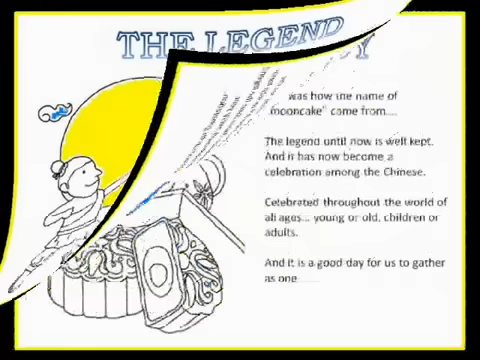 THE LEGEND
was how the name of
"mooncake" came from....
The legend until now is well kept.
And it has now become a
celebration among the Chinese.
Celebrated throughout the world of
all ages... young or old, children or
adults.
And it is a good day for us to gather
as one......